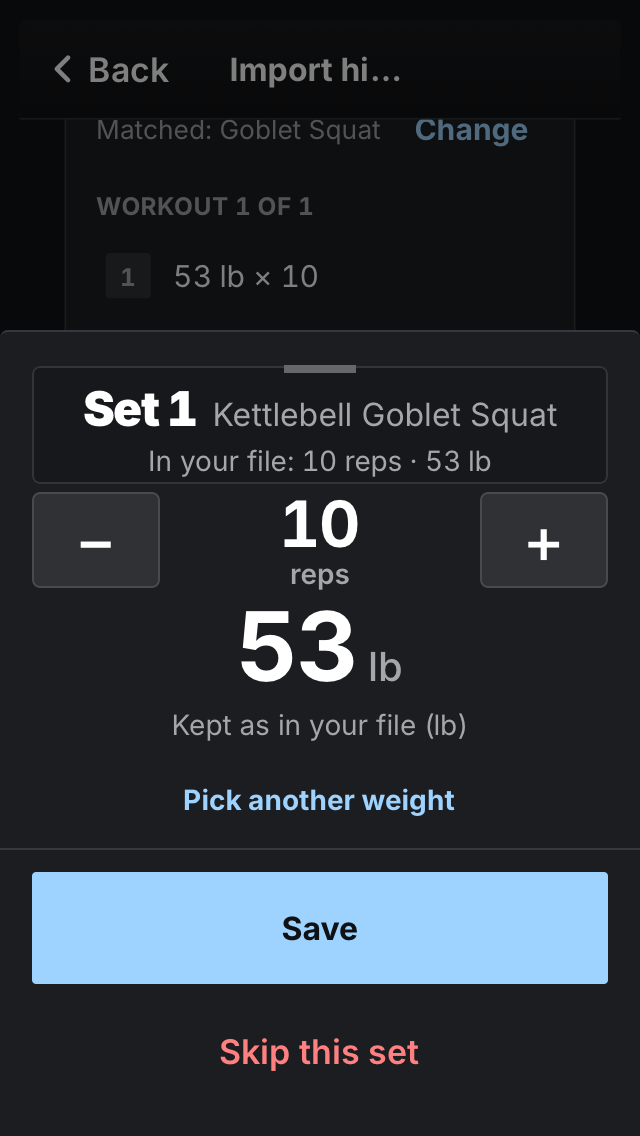 Back
Import hi...
Matched: Goblet Squat Change
WORKOUT 1 OF 1
1 53 lb × 10
Set 1 Kettlebell Goblet Squat
In your file: 10 reps · 53 lb
− 10 +
reps
53 lb
Kept as in your file (lb)
Pick another weight
Save
Skip this set